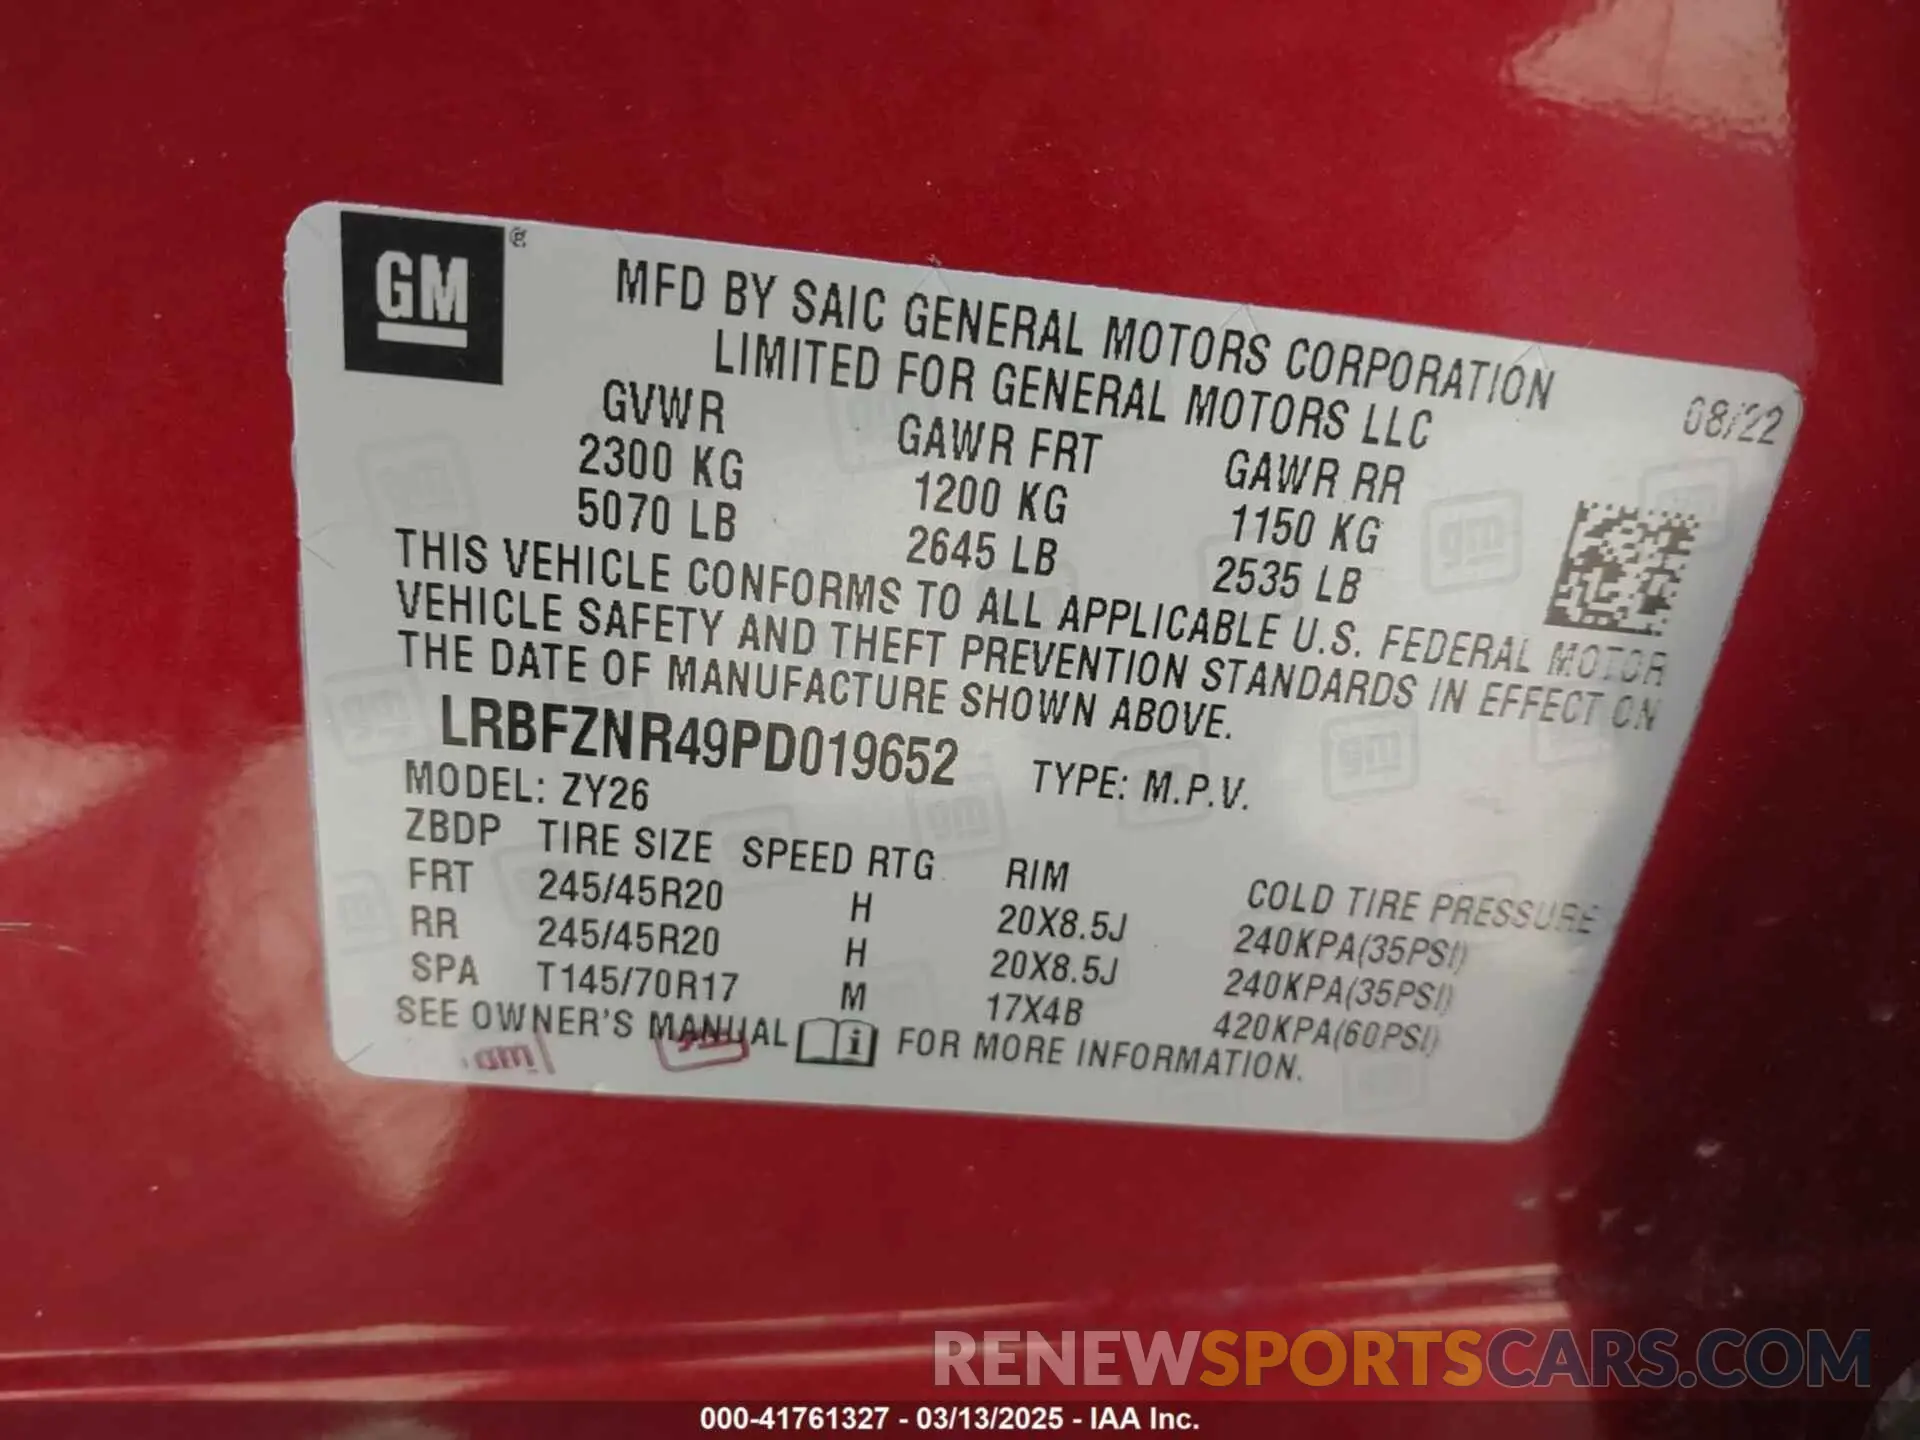 GM
MFD BY SAIC GENERAL MOTORS CORPORATION
LIMITED FOR GENERAL MOTORS LLC
08/22
GVWR GAWR FRT GAWR RR
2300 KG 1200 KG 1150 KG
5070 LB 2645 LB 2535 LB
THIS VEHICLE CONFORMS TO ALL APPLICABLE U.S. FEDERAL MOTOR
VEHICLE SAFETY AND THEFT PREVENTION STANDARDS IN EFFECT ON
THE DATE OF MANUFACTURE SHOWN ABOVE.
LRBFZNR49PD019652 TYPE: M.P.V.
MODEL: ZY26
ZBDP TIRE SIZE SPEED RTG RIM COLD TIRE PRESSURE
FRT 245/45R20 H 20X8.5J 240KPA(35PSI)
RR 245/45R20 H 20X8.5J 240KPA(35PSI)
SPA T145/70R17 M 17X4B 420KPA(60PSI)
SEE OWNER'S MANUAL i FOR MORE INFORMATION.
RENEWSPORTSCARS.COM
000-41761327 - 03/13/2025 - IAA Inc.